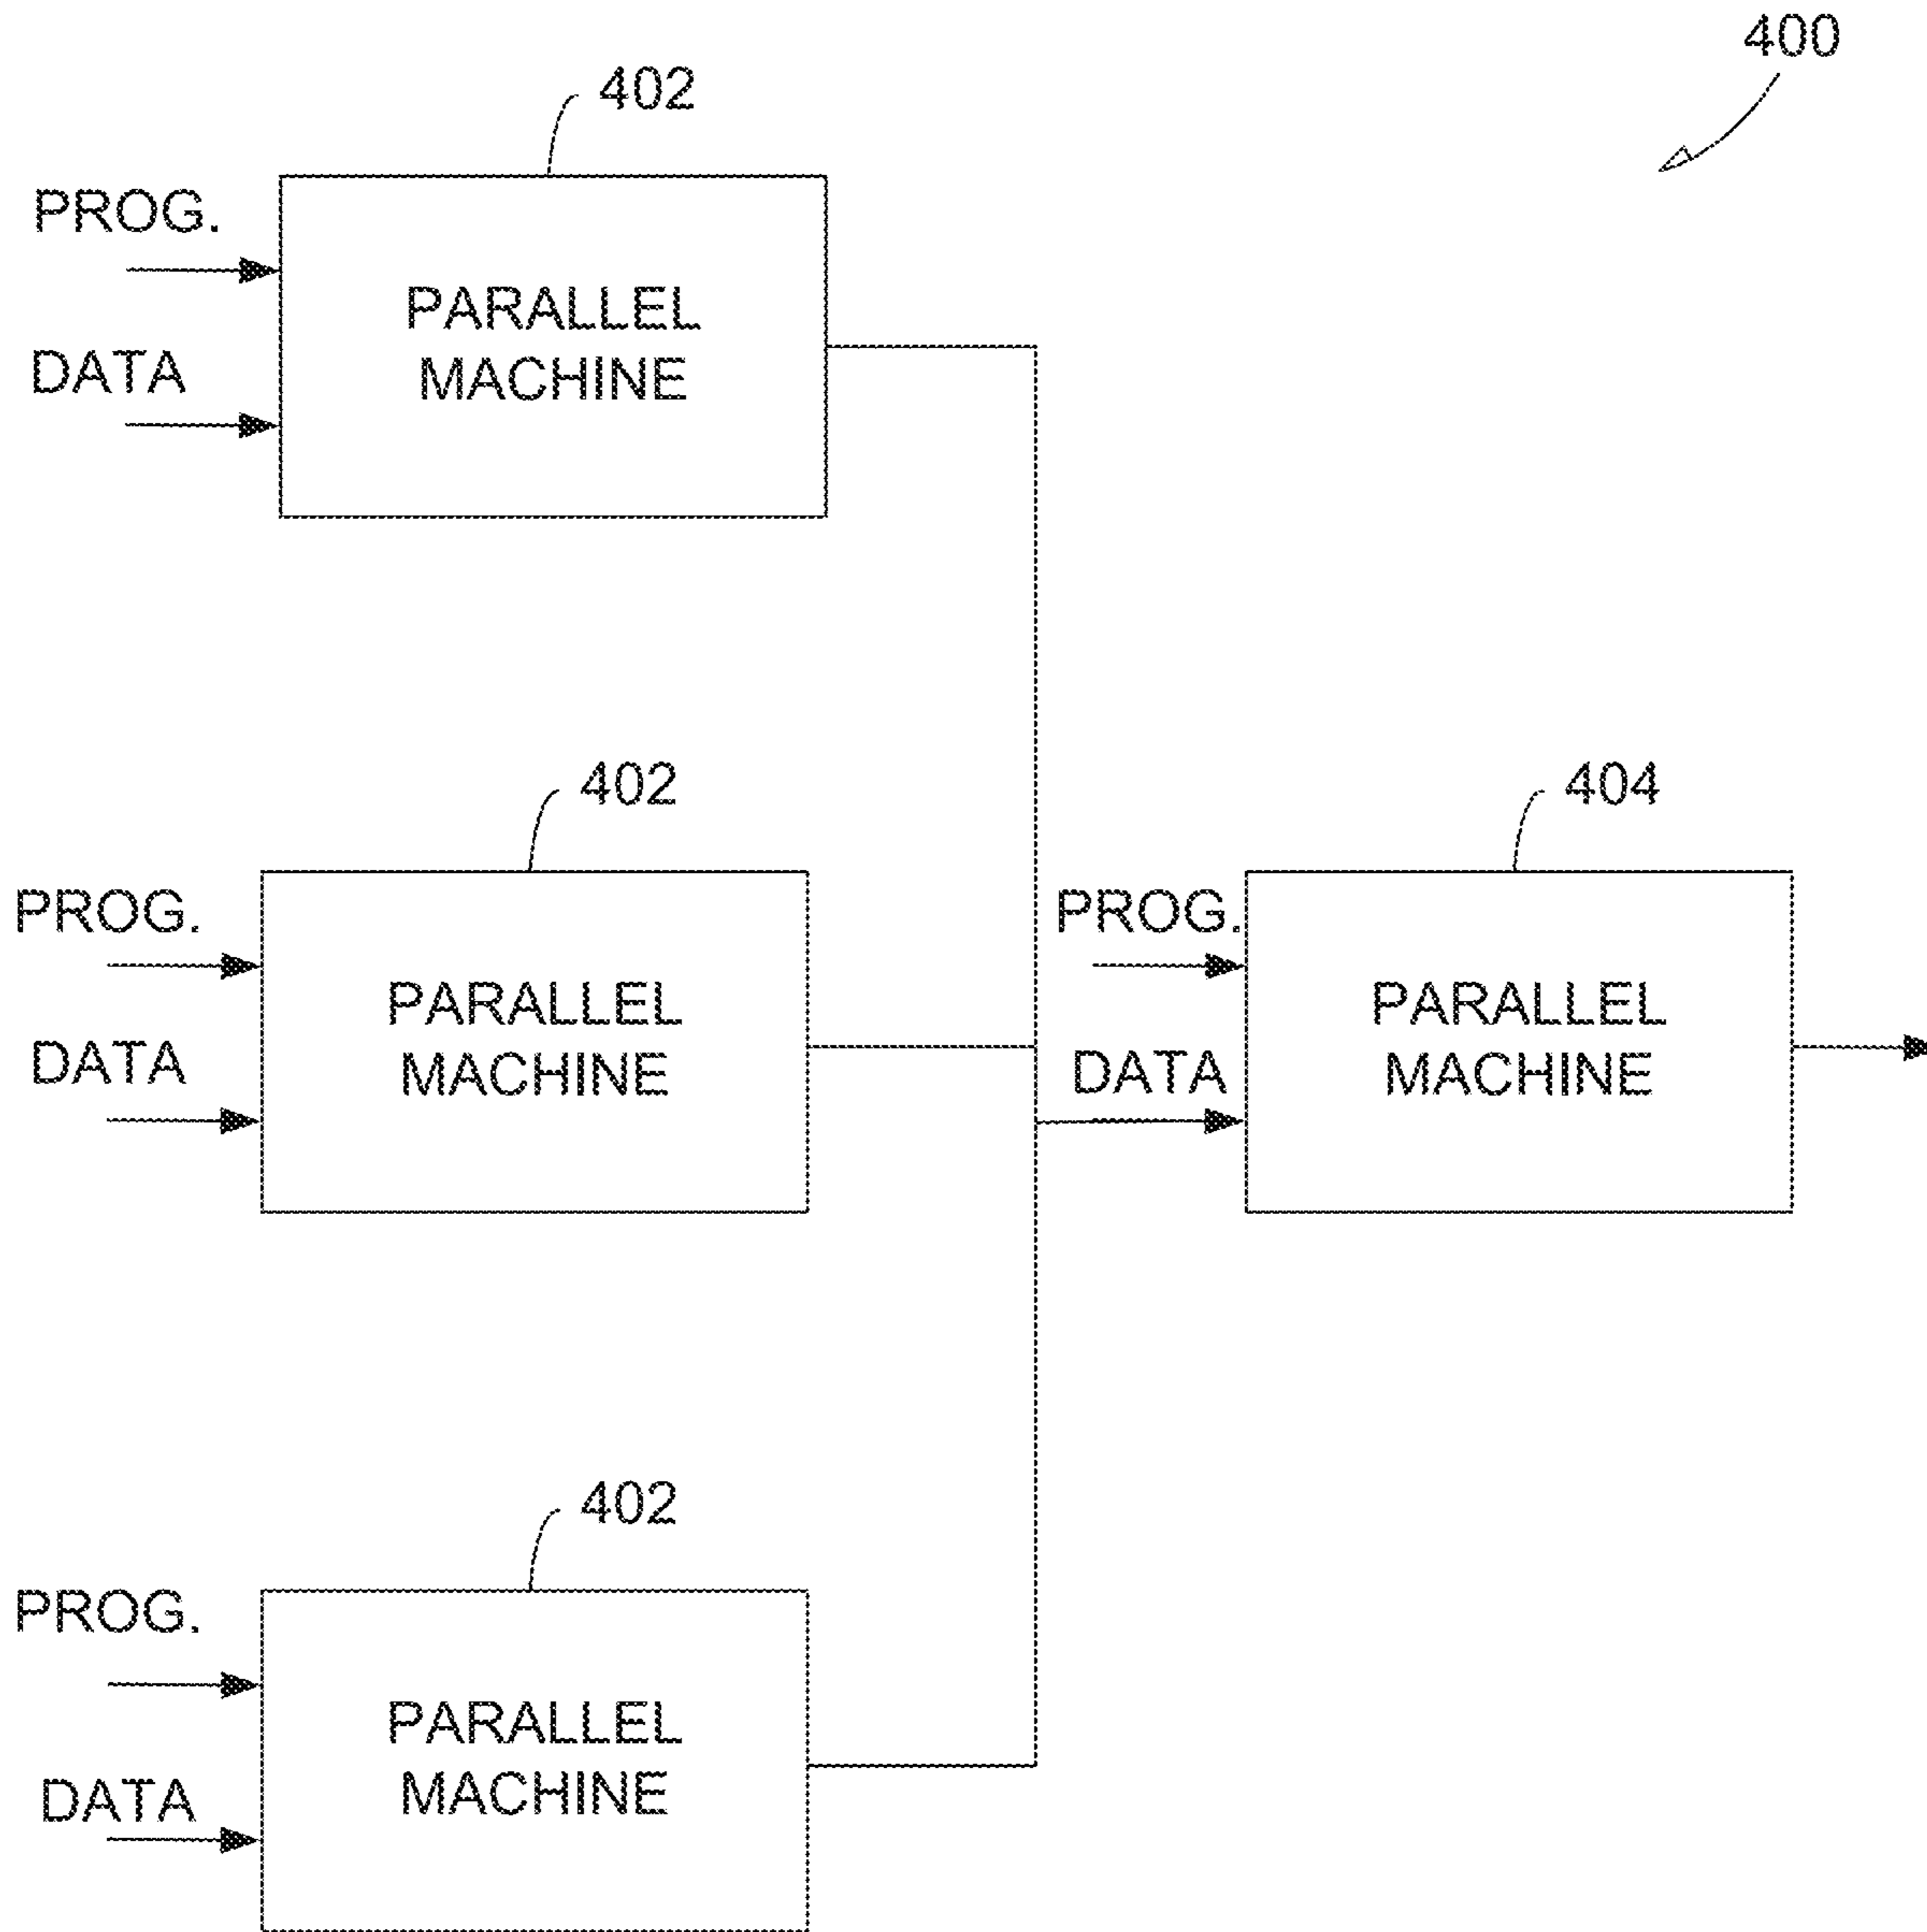 400
402
PROG.
PARALLEL
MACHINE
DATA
402
404
PROG.
PARALLEL
MACHINE
DATA
PROG.
PARALLEL
MACHINE
DATA
402
PROG.
PARALLEL
MACHINE
DATA